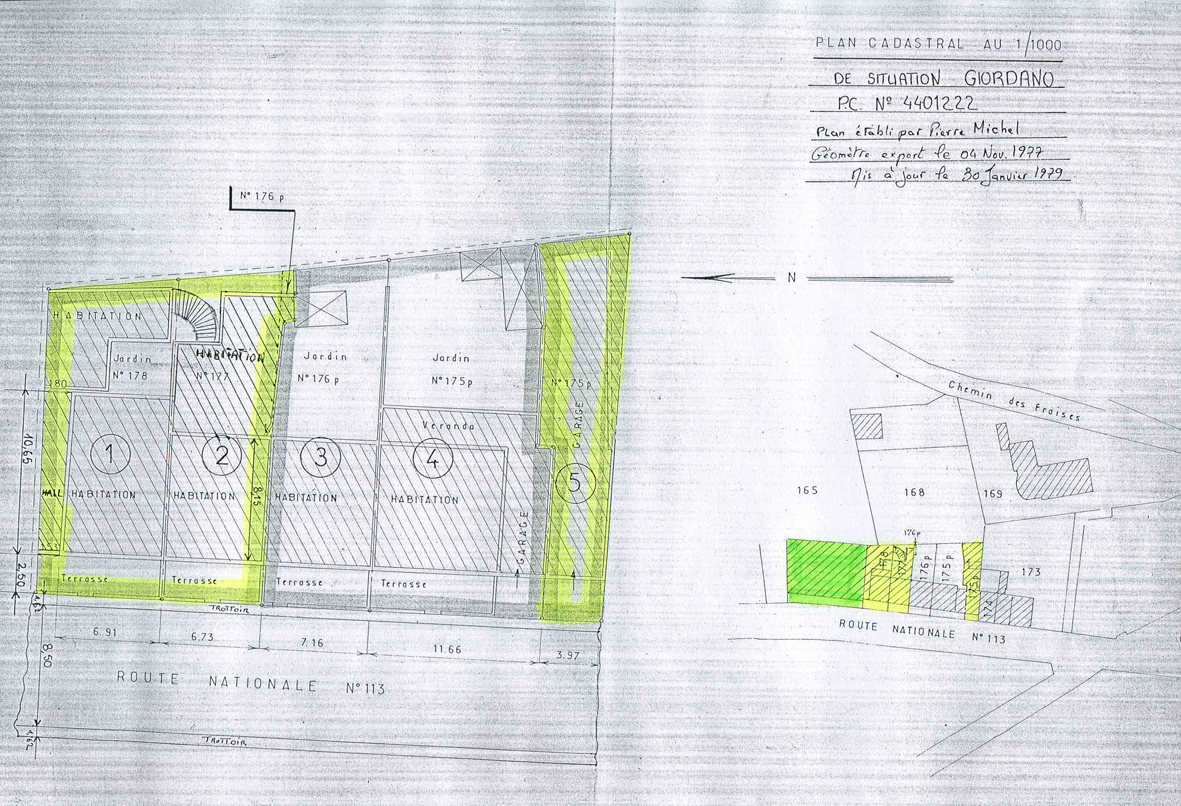 PLAN CADASTRAL AU 1/1000
DE SITUATION GIORDANO
P.C. N° 4401222
Plan établi par Pierre Michel
Géomètre expert le 04 Nov. 1977
Mis à jour le 30 Janvier 1979
N° 176 p
N
HABITATION
Jardin
N° 178
HABITATION
N° 177
Jardin
N° 176 p
Jardin
N° 175 p
N° 175 p
GARAGE
Veranda
1.80
10,65
1
2
3
4
5
HALL
HABITATION
HABITATION
8,15
HABITATION
HABITATION
GARAGE
2,50
Terrasse
Terrasse
Terrasse
Terrasse
TROTTOIR
6.91
6.73
7.16
11.66
3.97
8,50
ROUTE NATIONALE N° 113
TROTTOIR
1,62
Chemin des Fraises
165
168
169
176 p
178
177
176 p
175 p
175 p
174
173
ROUTE NATIONALE N° 113